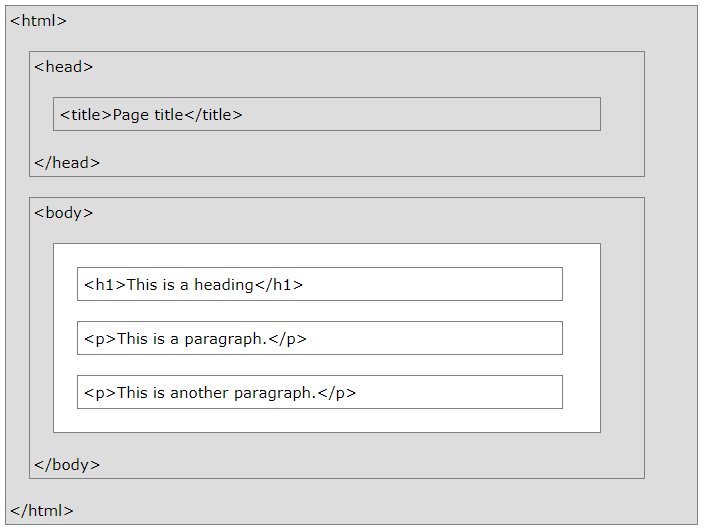 <html>
<head>
<title>Page title</title>
</head>
<body>
<h1>This is a heading</h1>
<p>This is a paragraph.</p>
<p>This is another paragraph.</p>
</body>
</html>